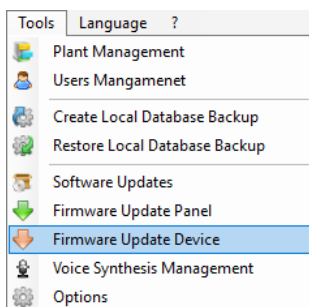 Tools Language ?
Plant Management
Users Mangamenet
Create Local Database Backup
Restore Local Database Backup
Software Updates
Firmware Update Panel
Firmware Update Device
Voice Synthesis Management
Options